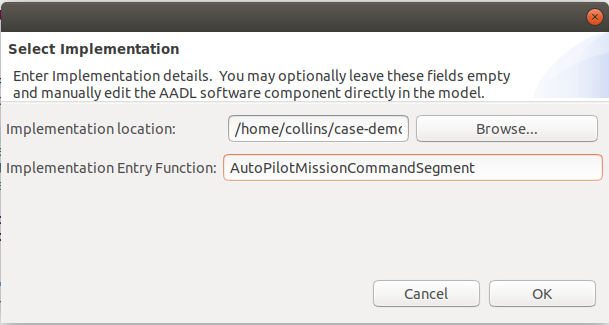 Select Implementation
Enter Implementation details.  You may optionally leave these fields empty
and manually edit the AADL software component directly in the model.
Implementation location: /home/collins/case-demo Browse...
Implementation Entry Function: AutoPilotMissionCommandSegment
Cancel OK